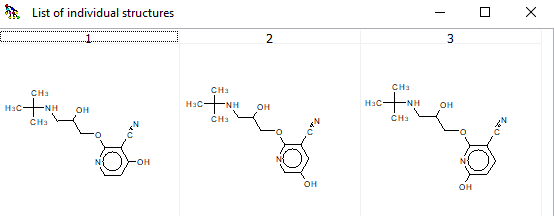 List of individual structures
1 2 3
CH3
H3C NH OH
CH3
O
N
C
N OH
CH3
H3C NH OH
CH3
O
N
C
N
OH
CH3
H3C NH OH
CH3
O
N
C
N
OH